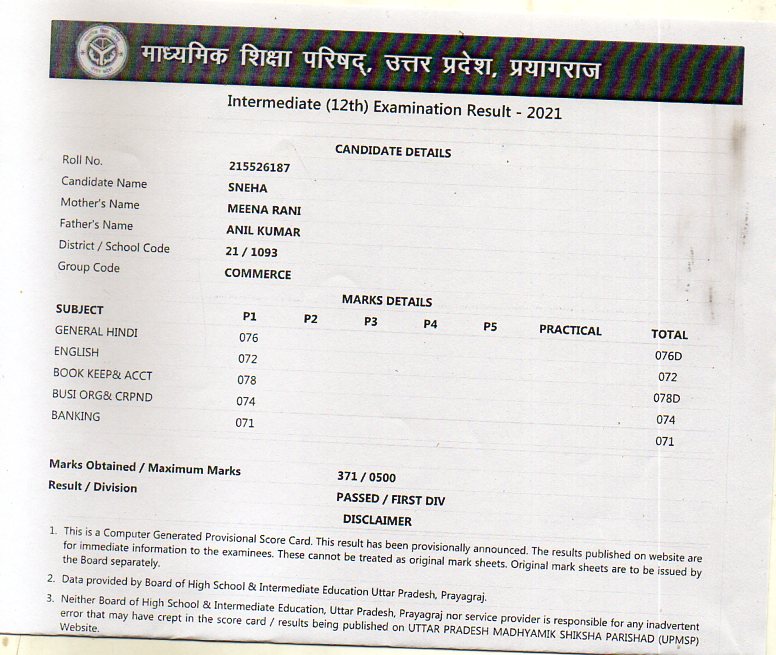 माध्यमिक शिक्षा परिषद्, उत्तर प्रदेश, प्रयागराज
Intermediate (12th) Examination Result - 2021
CANDIDATE DETAILS
Roll No. 215526187
Candidate Name SNEHA
Mother's Name MEENA RANI
Father's Name ANIL KUMAR
District / School Code 21 / 1093
Group Code COMMERCE
MARKS DETAILS
SUBJECT P1 P2 P3 P4 P5 PRACTICAL TOTAL
GENERAL HINDI 076 076D
ENGLISH 072 072
BOOK KEEP& ACCT 078 078D
BUSI ORG& CRPND 074 074
BANKING 071 071
Marks Obtained / Maximum Marks 371 / 0500
Result / Division PASSED / FIRST DIV
DISCLAIMER
1. This is a Computer Generated Provisional Score Card. This result has been provisionally announced. The results published on website are
for immediate information to the examinees. These cannot be treated as original mark sheets. Original mark sheets are to be issued by
the Board separately.
2. Data provided by Board of High School & Intermediate Education Uttar Pradesh, Prayagraj.
3. Neither Board of High School & Intermediate Education, Uttar Pradesh, Prayagraj nor service provider is responsible for any inadvertent
error that may have crept in the score card / results being published on UTTAR PRADESH MADHYAMIK SHIKSHA PARISHAD (UPMSP)
Website.